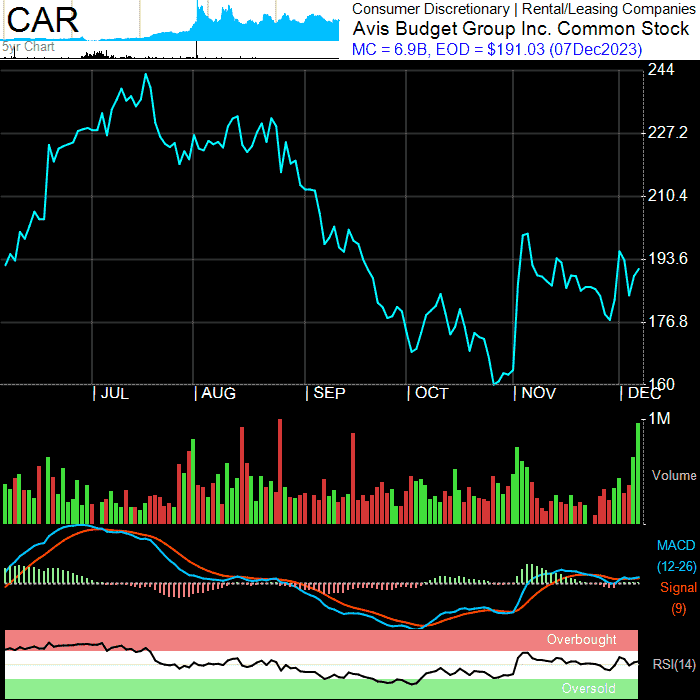 CAR
5yr Chart
Consumer Discretionary | Rental/Leasing Companies
Avis Budget Group Inc. Common Stock
MC = 6.9B, EOD = $191.03 (07Dec2023)
244
227.2
210.4
193.6
176.8
160
JUL AUG SEP OCT NOV DEC
1M
Volume
MACD
(12-26)
Signal
(9)
Overbought
RSI(14)
Oversold